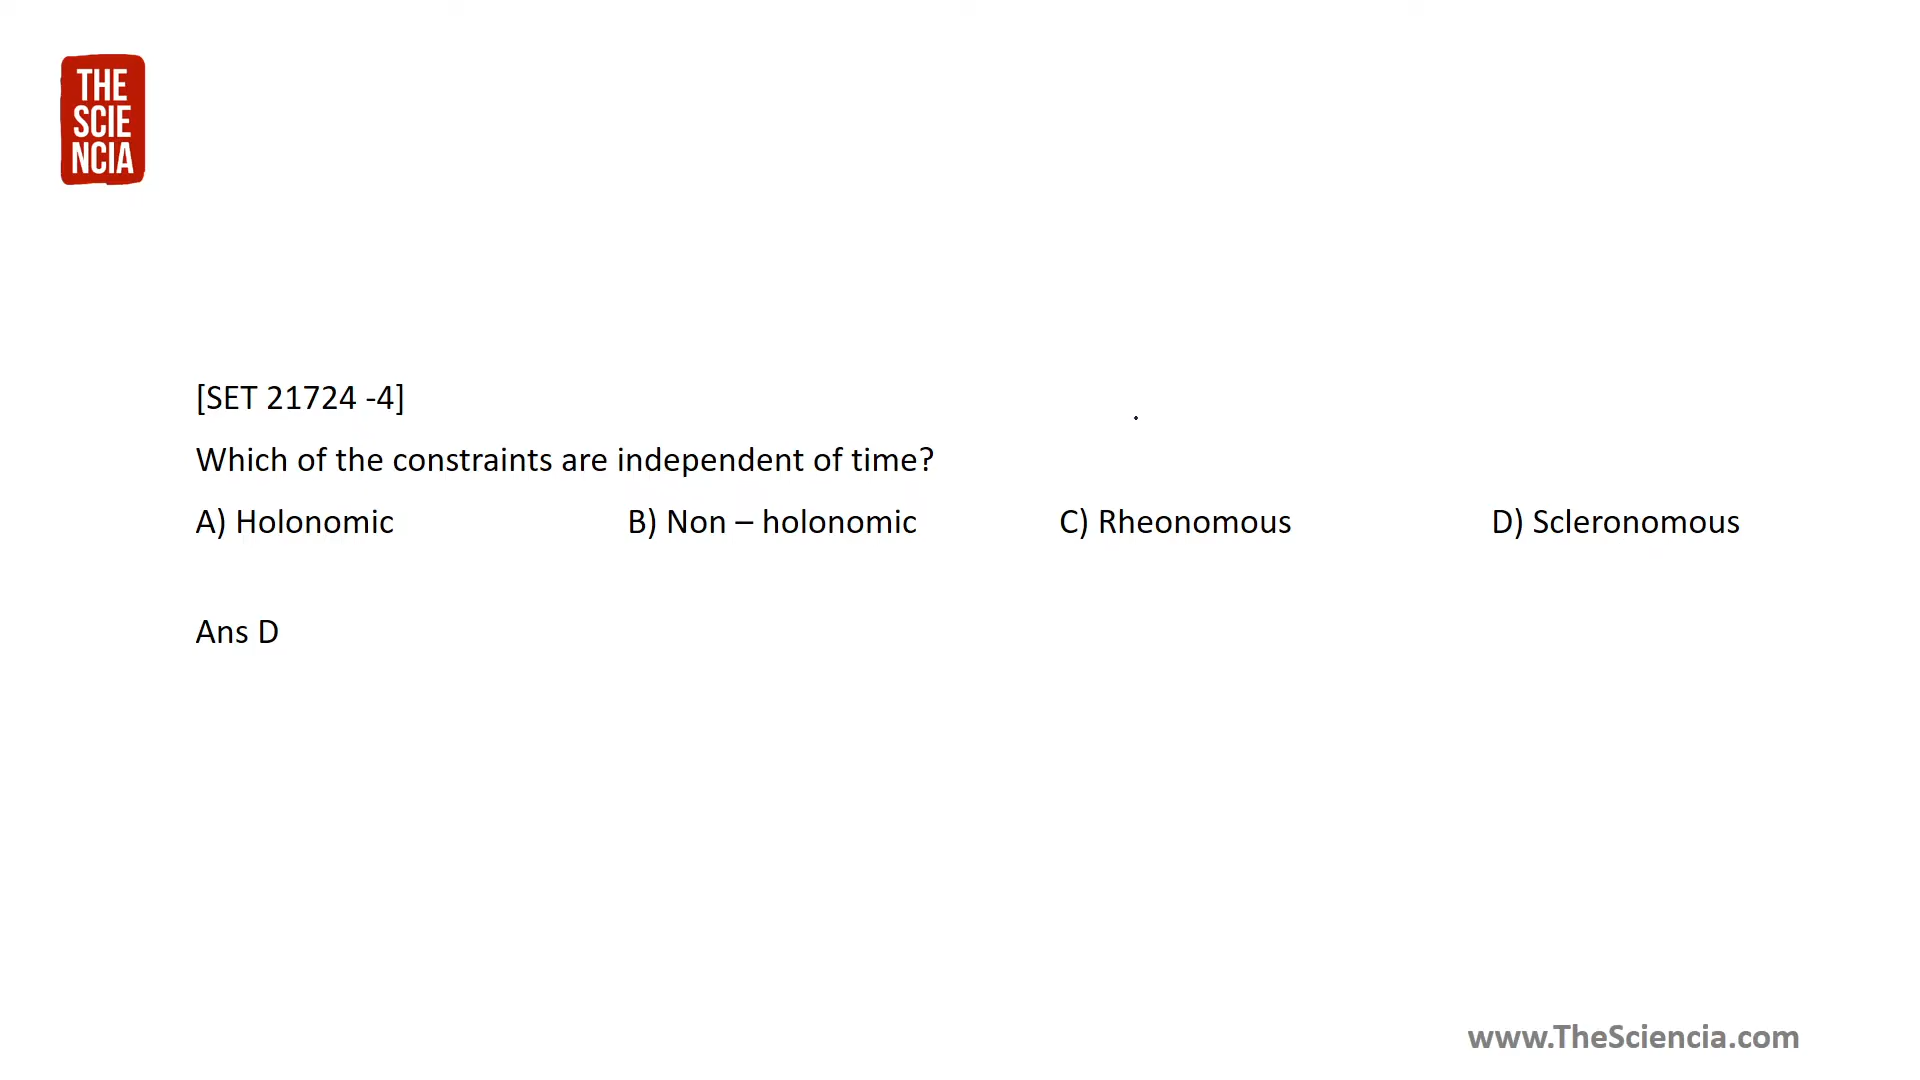 THE
SCIE
NCIA
[SET 21724 -4]
Which of the constraints are independent of time?
A) Holonomic B) Non – holonomic C) Rheonomous D) Scleronomous
Ans D
www.TheSciencia.com